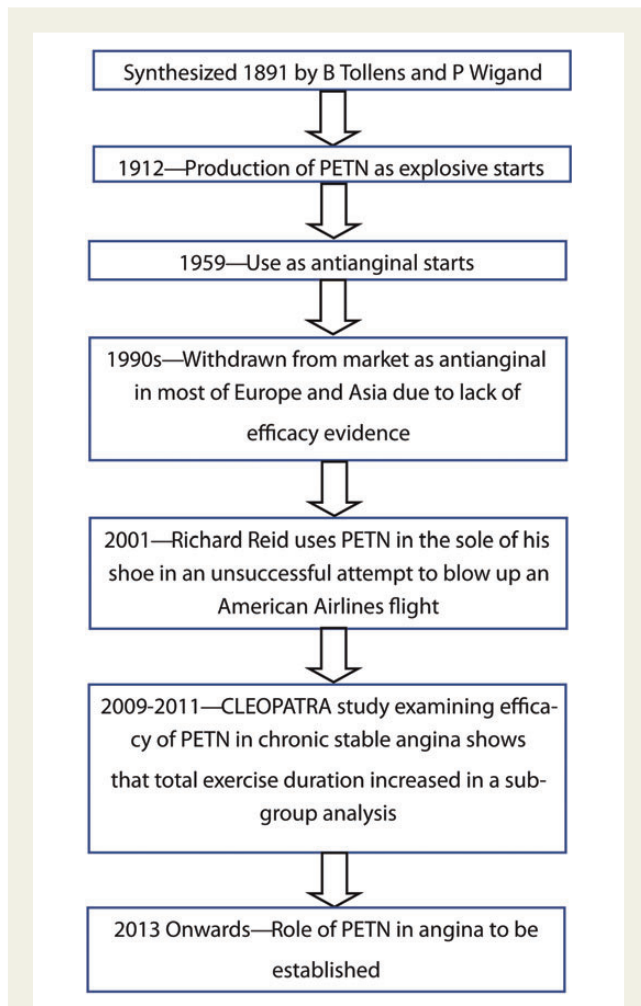 Synthesized 1891 by B Tollens and P Wigand
1912—Production of PETN as explosive starts
1959—Use as antianginal starts
1990s—Withdrawn from market as antianginal
in most of Europe and Asia due to lack of
efficacy evidence
2001—Richard Reid uses PETN in the sole of his
shoe in an unsuccessful attempt to blow up an
American Airlines flight
2009-2011—CLEOPATRA study examining effica-
cy of PETN in chronic stable angina shows
that total exercise duration increased in a sub-
group analysis
2013 Onwards—Role of PETN in angina to be
established